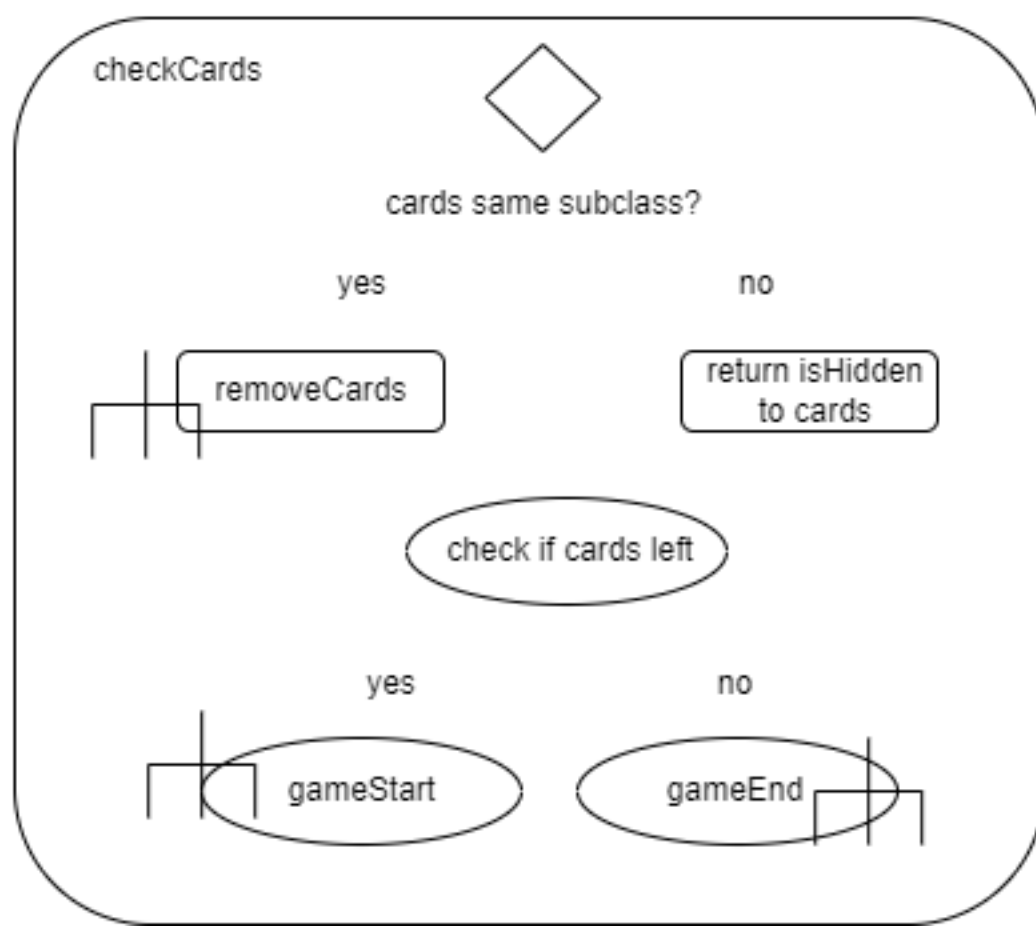 checkCards
cards same subclass?
yes
no
removeCards
return isHidden
to cards
check if cards left
yes
no
gameStart
gameEnd